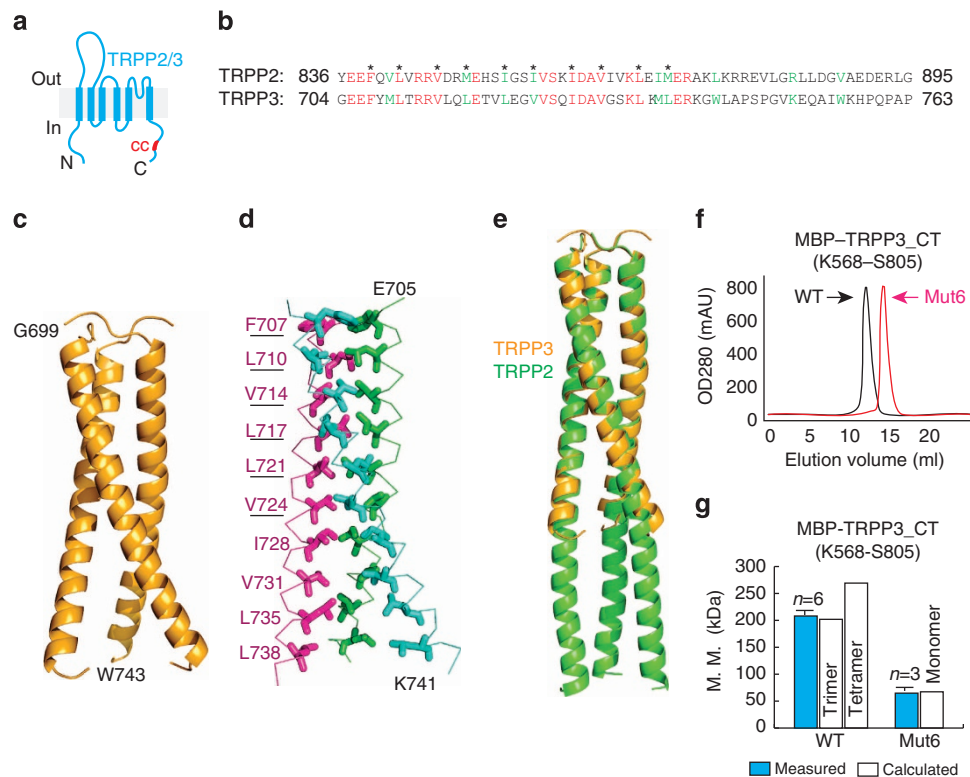 a
TRPP2/3
Out
In
CC
N
C
b
* * * * * * * * * * *
TRPP2: 836 YEEFQVLVRRVDRMEHSIGSIVSKIDAVIVKLEIMERAKLKRREVLGRLLDGVAEDERLG 895
TRPP3: 704 GEEFYMLTRRVLQLETVLEGVVSQIDAVGSKLKMLERKGWLAPSPGVKEQAIWKHPQPAP 763
c
G699
W743
d
E705
F707
L710
V714
L717
L721
V724
I728
V731
L735
L738
K741
e
TRPP3
TRPP2
f
MBP–TRPP3_CT
(K568–S805)
WT
Mut6
OD280 (mAU)
800
600
400
200
0
0 5 10 15 20
Elution volume (ml)
g
MBP-TRPP3_CT
(K568-S805)
M. M. (kDa)
300
250
200
150
100
50
0
n=6
Trimer
Tetramer
n=3
Monomer
WT
Mut6
Measured
Calculated